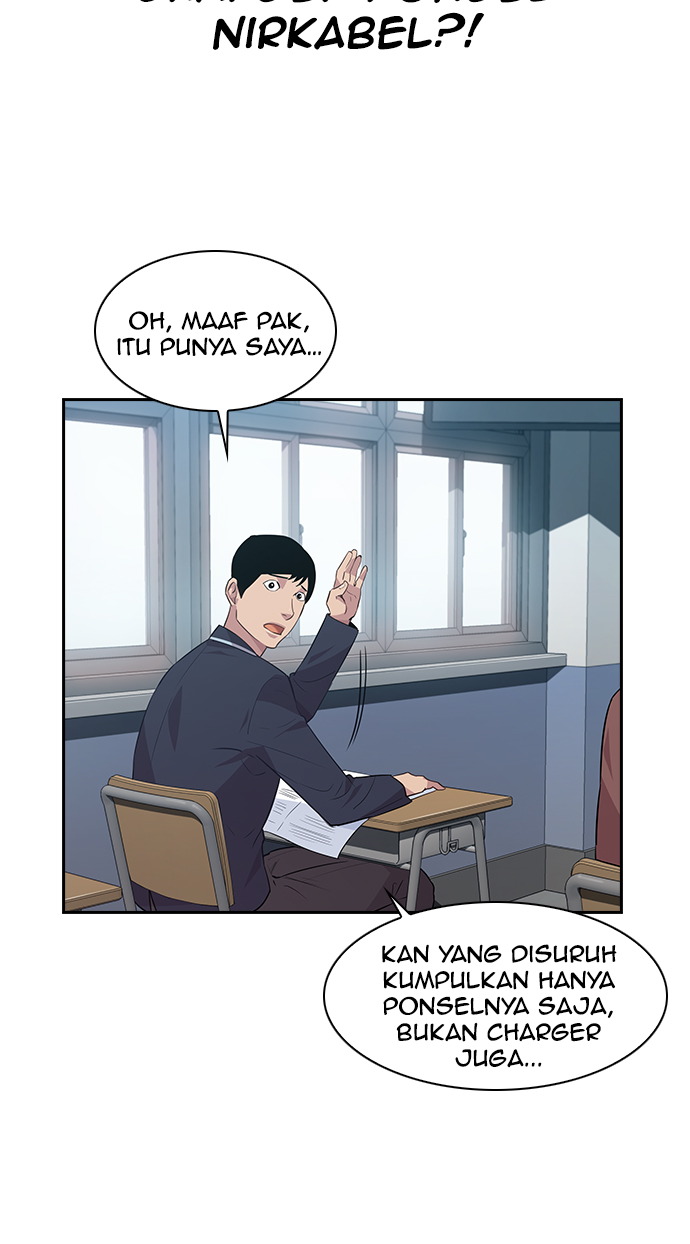 NIRKABEL?!
OH, MAAF PAK,
ITU PUNYA SAYA...
KAN YANG DISURUH
KUMPULKAN HANYA
PONSELNYA SAJA,
BUKAN CHARGER
JUGA...